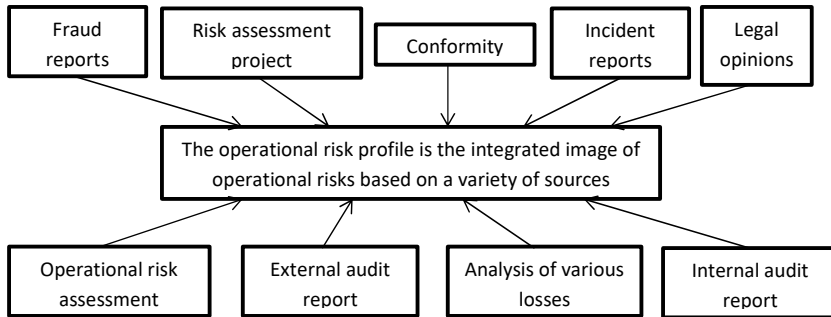 Fraud
reports
Risk assessment
project
Conformity
Incident
reports
Legal
opinions
The operational risk profile is the integrated image of
operational risks based on a variety of sources
Operational risk
assessment
External audit
report
Analysis of various
losses
Internal audit
report